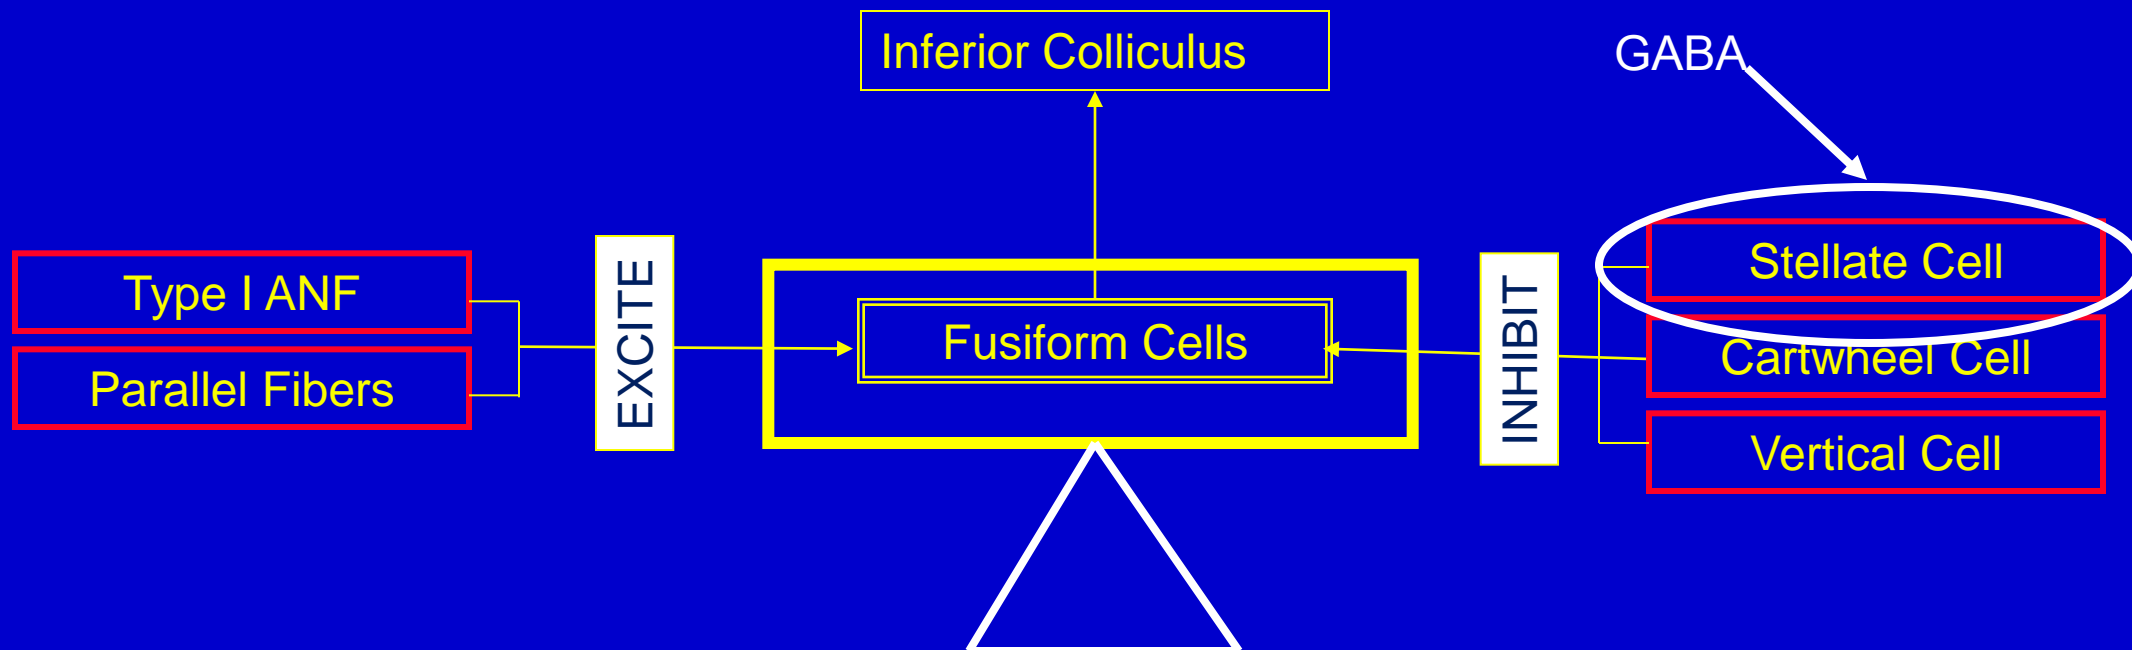 Inferior Colliculus
GABA
Type I ANF
Parallel Fibers
EXCITE
Fusiform Cells
INHIBIT
Stellate Cell
Cartwheel Cell
Vertical Cell